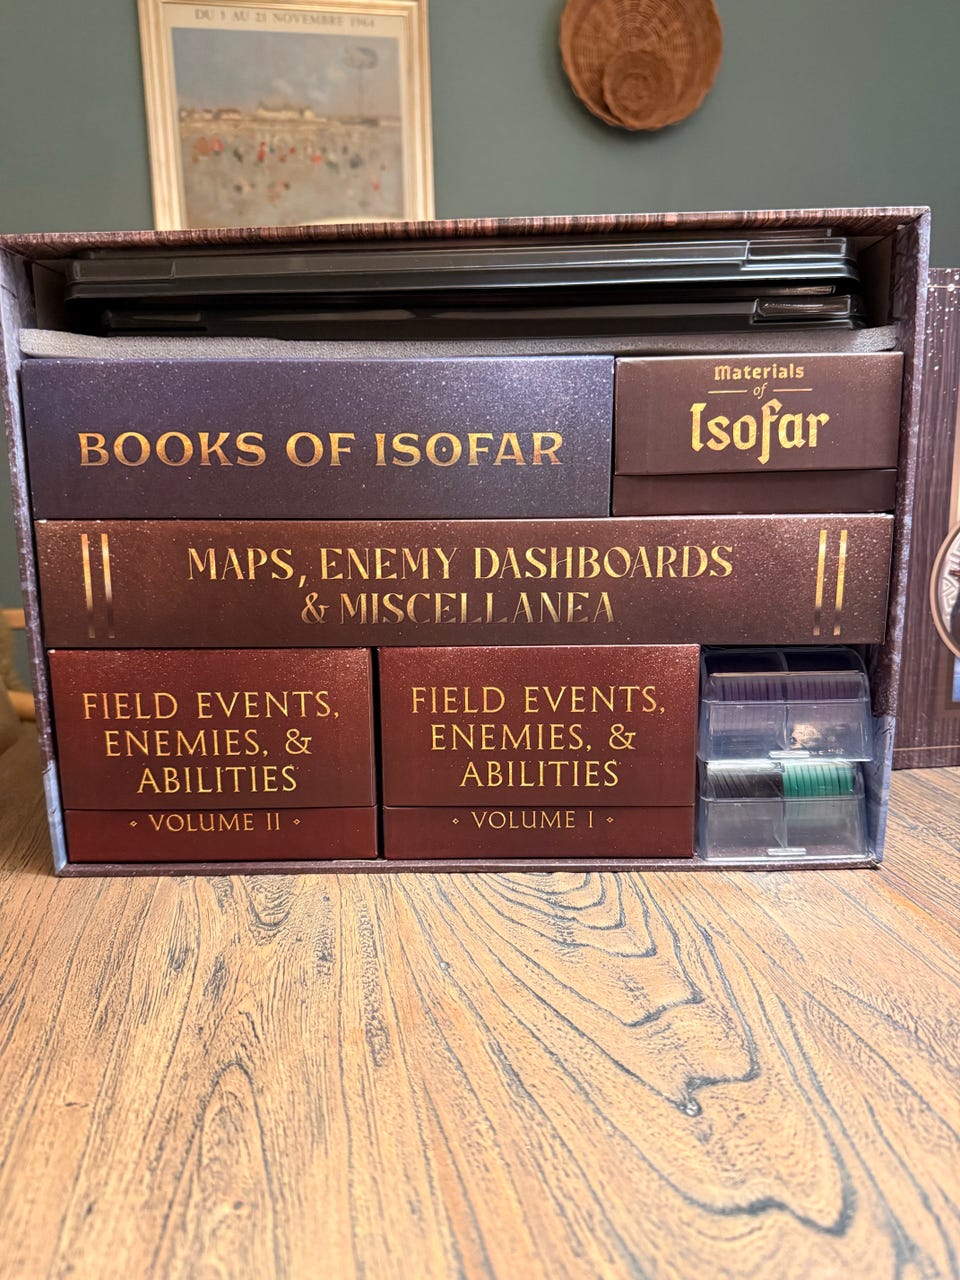 DU 5 AU 21 NOVEMBRE 1964
BOOKS OF ISOFAR
Materials
of
Isofar
MAPS, ENEMY DASHBOARDS
& MISCELLANEA
FIELD EVENTS,
ENEMIES, &
ABILITIES
VOLUME II
FIELD EVENTS,
ENEMIES, &
ABILITIES
VOLUME I